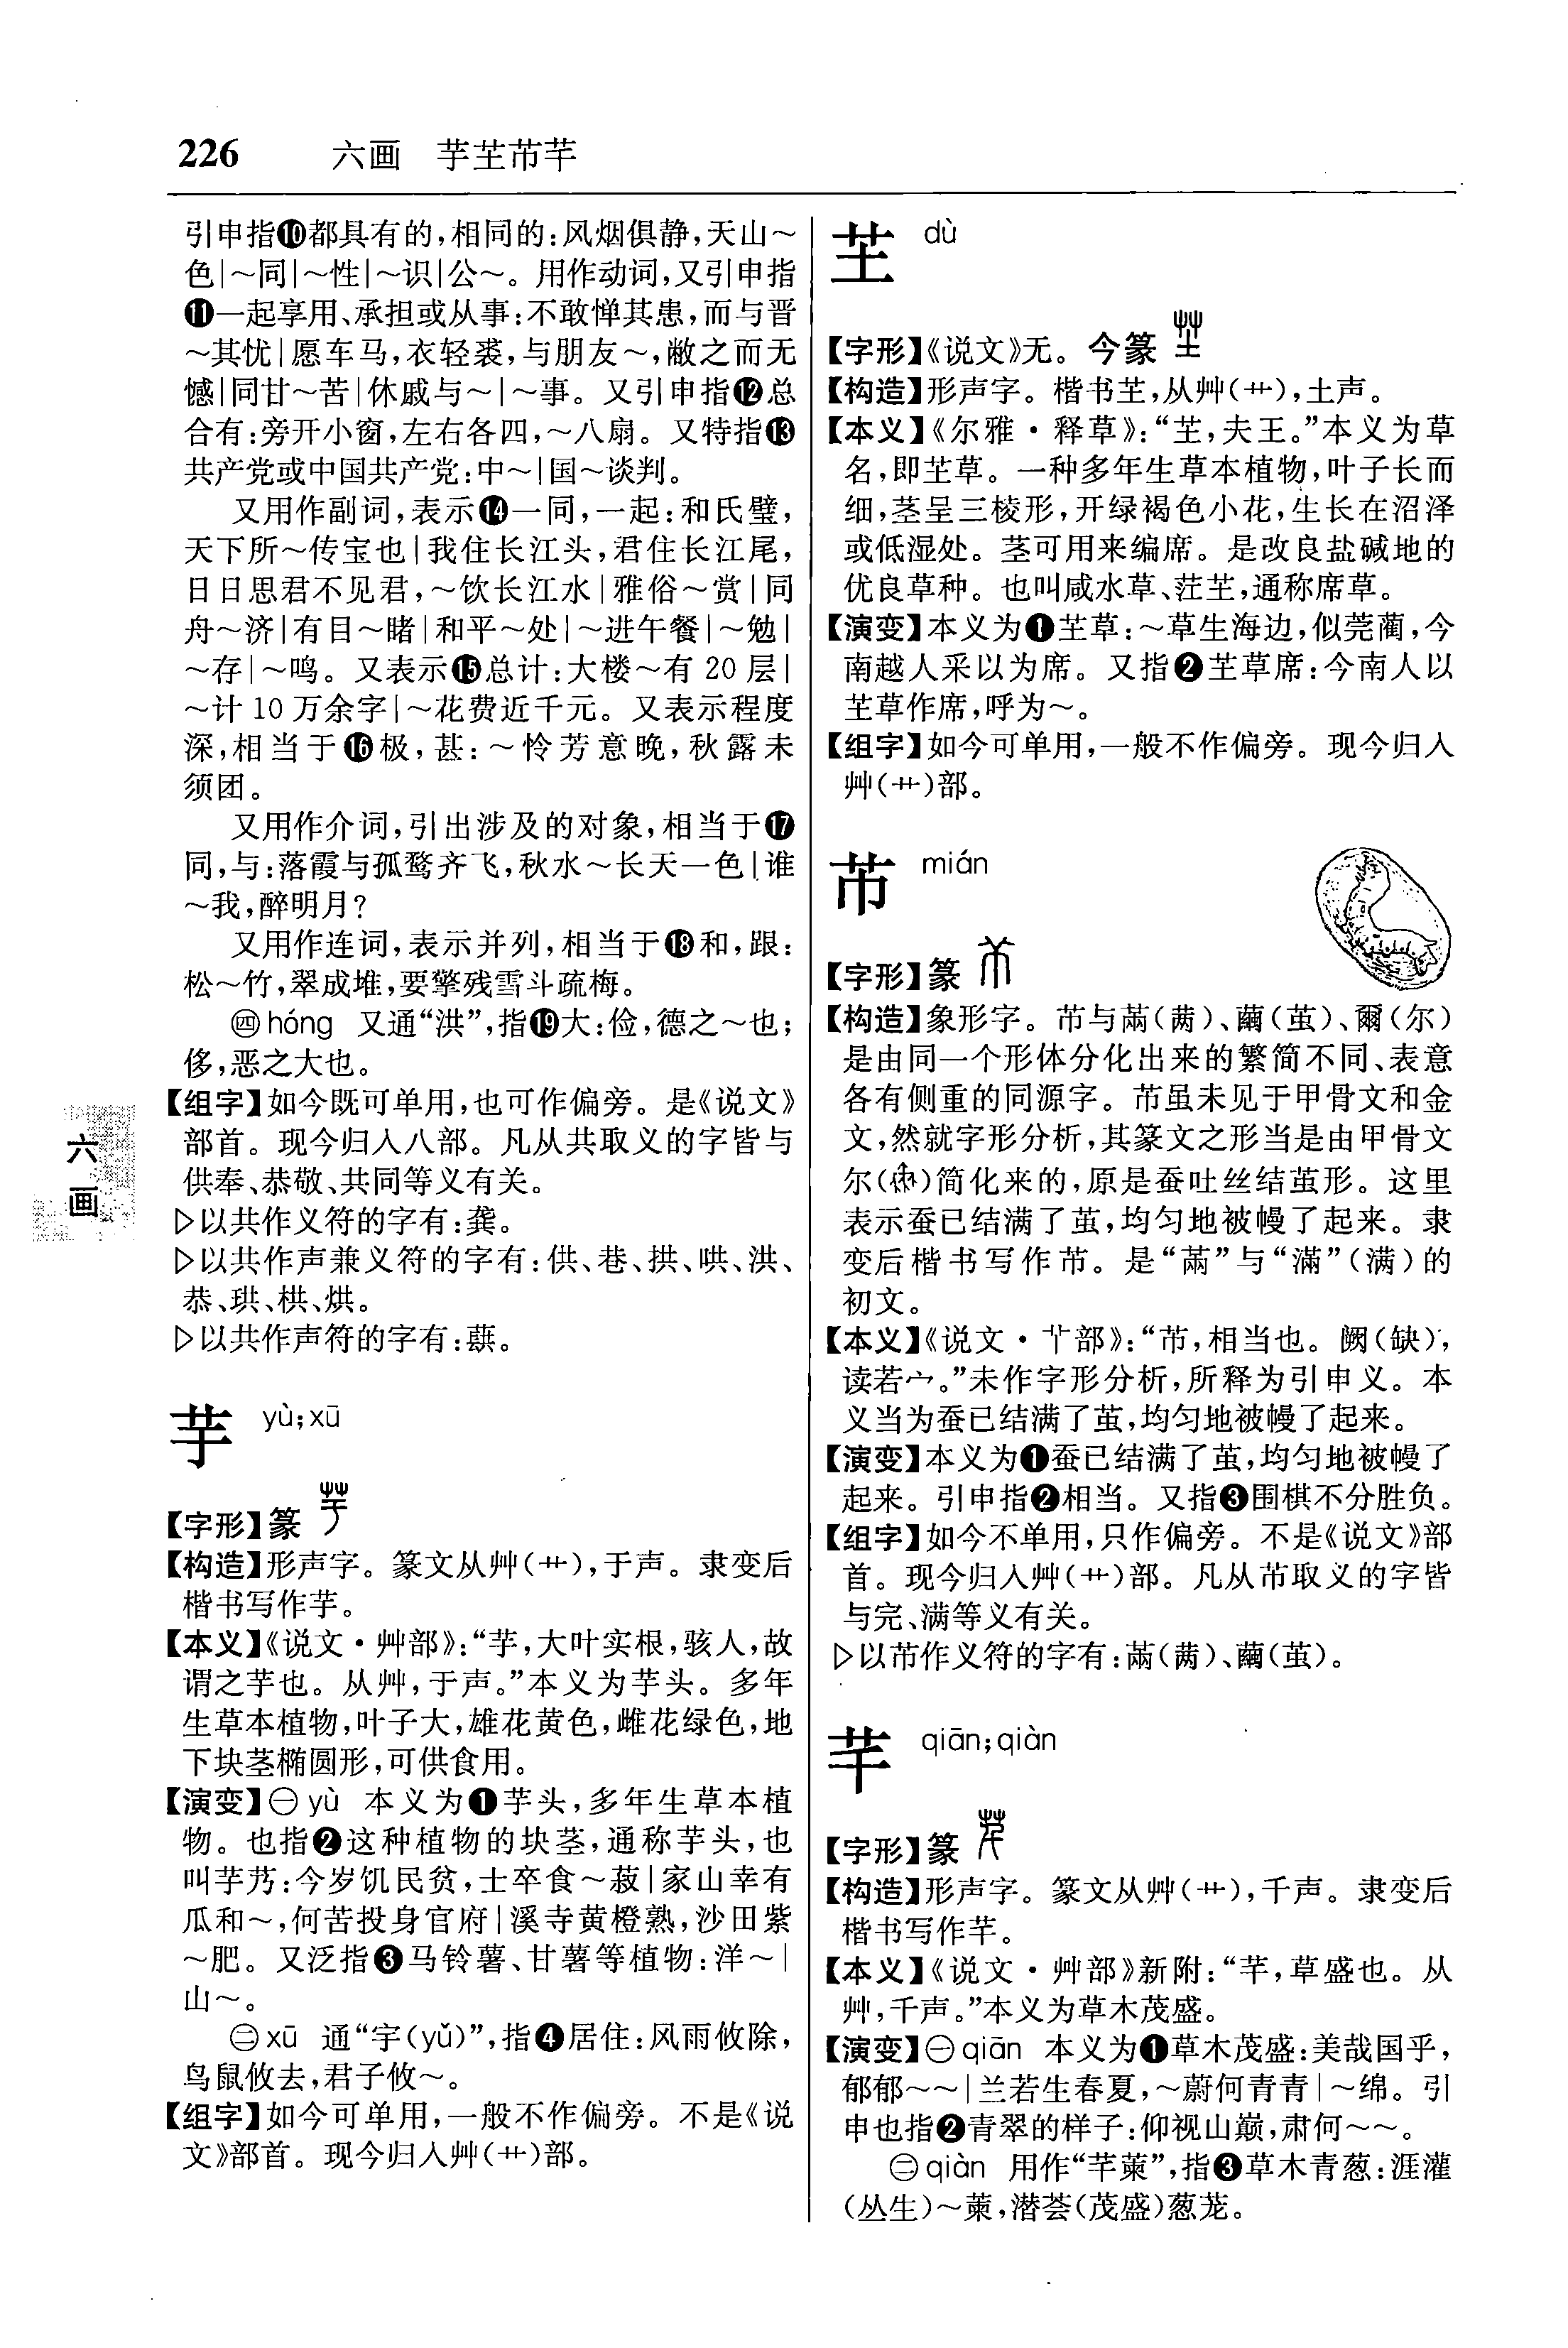 226 六画 芋芏芇芊
引申指❿都具有的,相同的:风烟俱静,天山～
色|～同|～性|～识|公～。用作动词,又引申指
⓫一起享用、承担或从事:不敢惮其患,而与晋
～其忧|愿车马,衣轻裘,与朋友～,敝之而无
憾|同甘～苦|休戚与～|～事。又引申指⓬总
合有:旁开小窗,左右各四,～八扇。又特指⓭
共产党或中国共产党:中～|国～谈判。
又用作副词,表示⓮一同,一起:和氏璧,
天下所～传宝也|我住长江头,君住长江尾,
日日思君不见君,～饮长江水|雅俗～赏|同
舟～济|有目～睹|和平～处|～进午餐|～勉|
～存|～鸣。又表示⓯总计:大楼～有 20 层|
～计 10 万余字|～花费近千元。又表示程度
深,相当于⓰极,甚:～怜芳意晚,秋露未
须团。
又用作介词,引出涉及的对象,相当于⓱
同,与:落霞与孤鹜齐飞,秋水～长天一色|谁
～我,醉明月?
又用作连词,表示并列,相当于⓲和,跟:
松～竹,翠成堆,要擎残雪斗疏梅。
㊃hóng 又通“洪”,指⓳大:俭,德之～也;
侈,恶之大也。
【组字】如今既可单用,也可作偏旁。是《说文》
部首。现今归入八部。凡从共取义的字皆与
供奉、恭敬、共同等义有关。
▷以共作义符的字有:龚。
▷以共作声兼义符的字有:供、巷、拱、哄、洪、
恭、珙、栱、烘。
▷以共作声符的字有:蕻。
芋 yù;xū
【字形】篆
【构造】形声字。篆文从艸(艹),于声。隶变后
楷书写作芋。
【本义】《说文·艸部》:“芋,大叶实根,骇人,故
谓之芋也。从艸,于声。”本义为芋头。多年
生草本植物,叶子大,雄花黄色,雌花绿色,地
下块茎椭圆形,可供食用。
【演变】㊀yù 本义为❶芋头,多年生草本植
物。也指❷这种植物的块茎,通称芋头,也
叫芋艿:今岁饥民贫,士卒食～菽|家山幸有
瓜和～,何苦投身官府|溪寺黄橙熟,沙田紫
～肥。又泛指❸马铃薯、甘薯等植物:洋～|
山～。
㊁xū 通“宇(yǔ)”,指❹居住:风雨攸除,
鸟鼠攸去,君子攸～。
【组字】如今可单用,一般不作偏旁。不是《说
文》部首。现今归入艸(艹)部。
芏 dù
【字形】《说文》无。今篆
【构造】形声字。楷书芏,从艸(艹),土声。
【本义】《尔雅·释草》:“芏,夫王。”本义为草
名,即芏草。一种多年生草本植物,叶子长而
细,茎呈三棱形,开绿褐色小花,生长在沼泽
或低湿处。茎可用来编席。是改良盐碱地的
优良草种。也叫咸水草、茳芏,通称席草。
【演变】本义为❶芏草:～草生海边,似莞蔺,今
南越人采以为席。又指❷芏草席:今南人以
芏草作席,呼为～。
【组字】如今可单用,一般不作偏旁。现今归入
艸(艹)部。
芇 mián
【字形】篆
【构造】象形字。芇与㒼(䓣)、繭(茧)、爾(尔)
是由同一个形体分化出来的繁简不同、表意
各有侧重的同源字。芇虽未见于甲骨文和金
文,然就字形分析,其篆文之形当是由甲骨文
尔()简化来的,原是蚕吐丝结茧形。这里
表示蚕已结满了茧,均匀地被幔了起来。隶
变后楷书写作芇。是“㒼”与“滿”(满)的
初文。
【本义】《说文·𦫳部》:“芇,相当也。阙(缺),
读若宀。”未作字形分析,所释为引申义。本
义当为蚕已结满了茧,均匀地被幔了起来。
【演变】本义为❶蚕已结满了茧,均匀地被幔了
起来。引申指❷相当。又指❸围棋不分胜负。
【组字】如今不单用,只作偏旁。不是《说文》部
首。现今归入艸(艹)部。凡从芇取义的字皆
与完、满等义有关。
▷以芇作义符的字有:㒼(䓣)、繭(茧)。
芊 qiān;qiàn
【字形】篆
【构造】形声字。篆文从艸(艹),千声。隶变后
楷书写作芊。
【本义】《说文·艸部》新附:“芊,草盛也。从
艸,千声。”本义为草木茂盛。
【演变】㊀qiān 本义为❶草木茂盛:美哉国乎,
郁郁～～|兰若生春夏,～蔚何青青|～绵。引
申也指❷青翠的样子:仰视山巅,肃何～～。
㊁qiàn 用作“芊萰”,指❸草木青葱:涯灌
(丛生)～萰,潜荟(茂盛)葱茏。
六
画